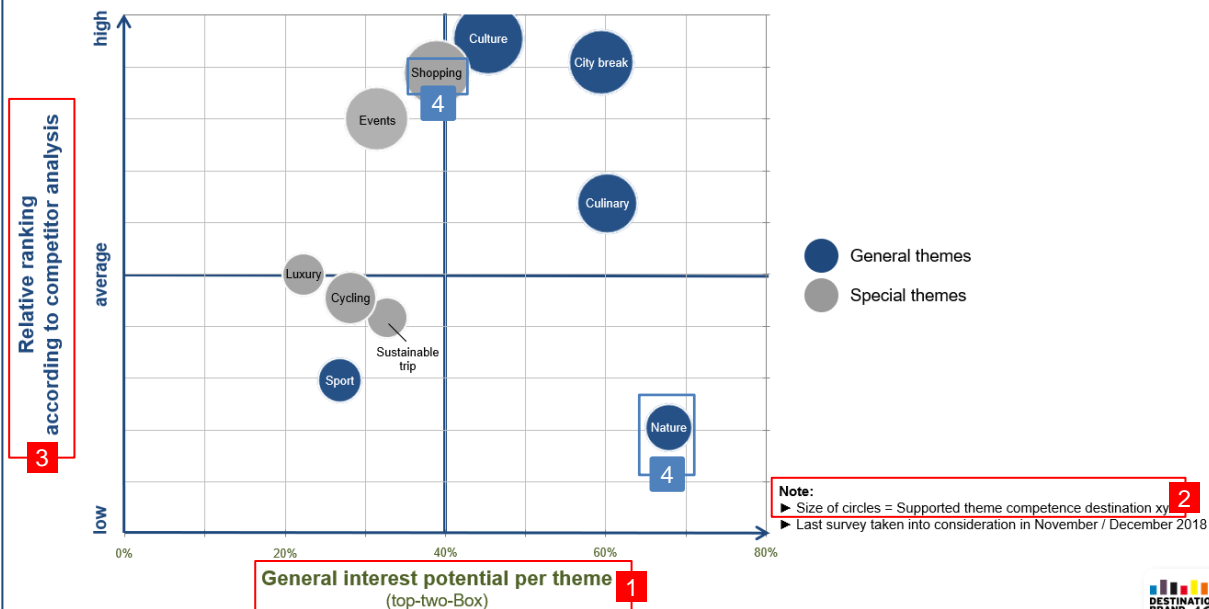 high
Culture
City break
Shopping
4
Events
Relative ranking
according to competitor analysis
Culinary
average
Luxury
General themes
Cycling
Special themes
Sustainable
trip
Sport
Nature
3
4
Note:
2
► Size of circles = Supported theme competence destination xy
► Last survey taken into consideration in November / December 2018
low
0%
20%
40%
60%
80%
General interest potential per theme
1
(top-two-Box)